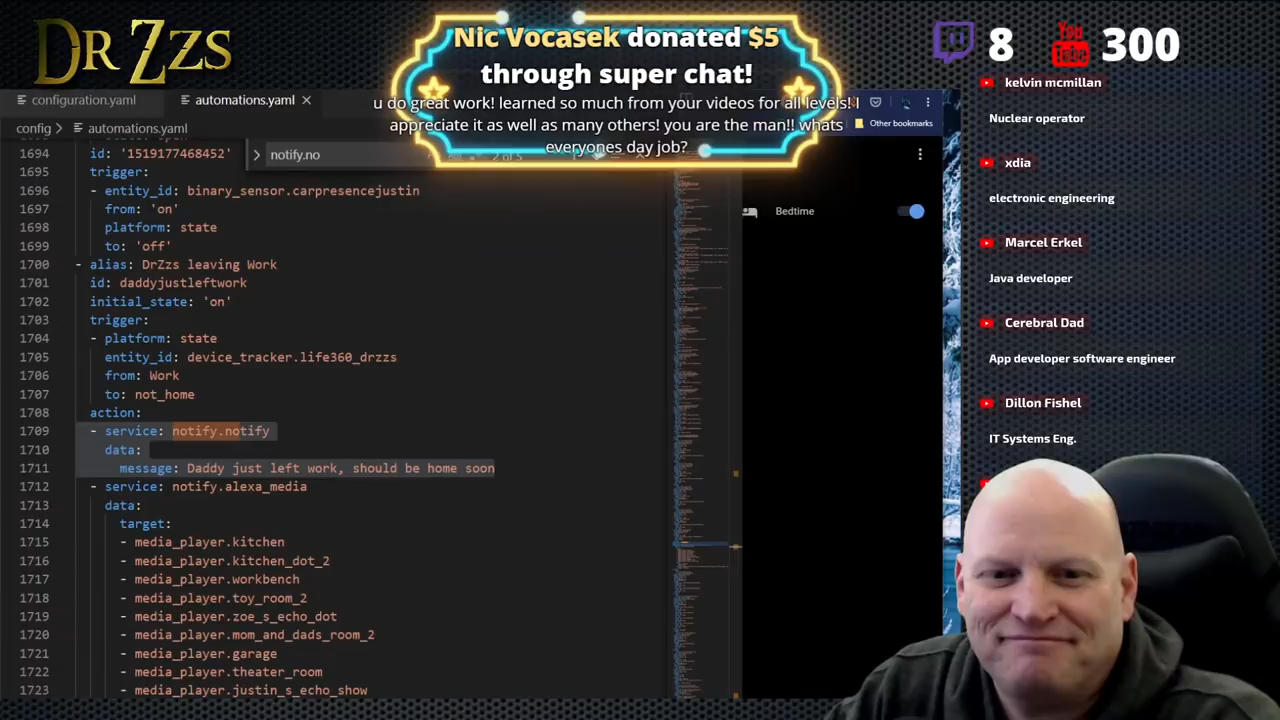 DR ZZS
Nic Vocasek donated $5
through super chat!
u do great work! learned so much from your videos for all levels! I
appreciate it as well as many others! you are the man!! whats
everyones day job?
8
You
300
configuration.yaml
automations.yaml
config > automations.yaml
notify.no
2 of 5
Other bookmarks
Bedtime
1694 id: '1519177468452'
1695 trigger:
1696 - entity_id: binary_sensor.carpresencejustin
1697 from: 'on'
1698 platform: state
1699 to: 'off'
1700 - alias: DrZzs leaving Work
1701 id: daddyjustleftwork
1702 initial_state: 'on'
1703 trigger:
1704 - platform: state
1705 entity_id: device_tracker.life360_drzzs
1706 from: Work
1707 to: not_home
1708 action:
1709 - service: notify.notify
1710 data:
1711 message: Daddy just left work, should be home soon
1712 - service: notify.alexa_media
1713 data:
1714 target:
1715 - media_player.kitchen
1716 - media_player.kitchen_dot_2
1717 - media_player.workbench
1718 - media_player.toy_room_2
1719 - media_player.zoe_s_echo_dot
1720 - media_player.mom_and_dads_room_2
1721 - media_player.garage
1722 - media_player.theater_room
1723 - media_player.justin_s_echo_show
kelvin mcmillan
Nuclear operator
xdia
electronic engineering
Marcel Erkel
Java developer
Cerebral Dad
App developer software engineer
Dillon Fishel
IT Systems Eng.